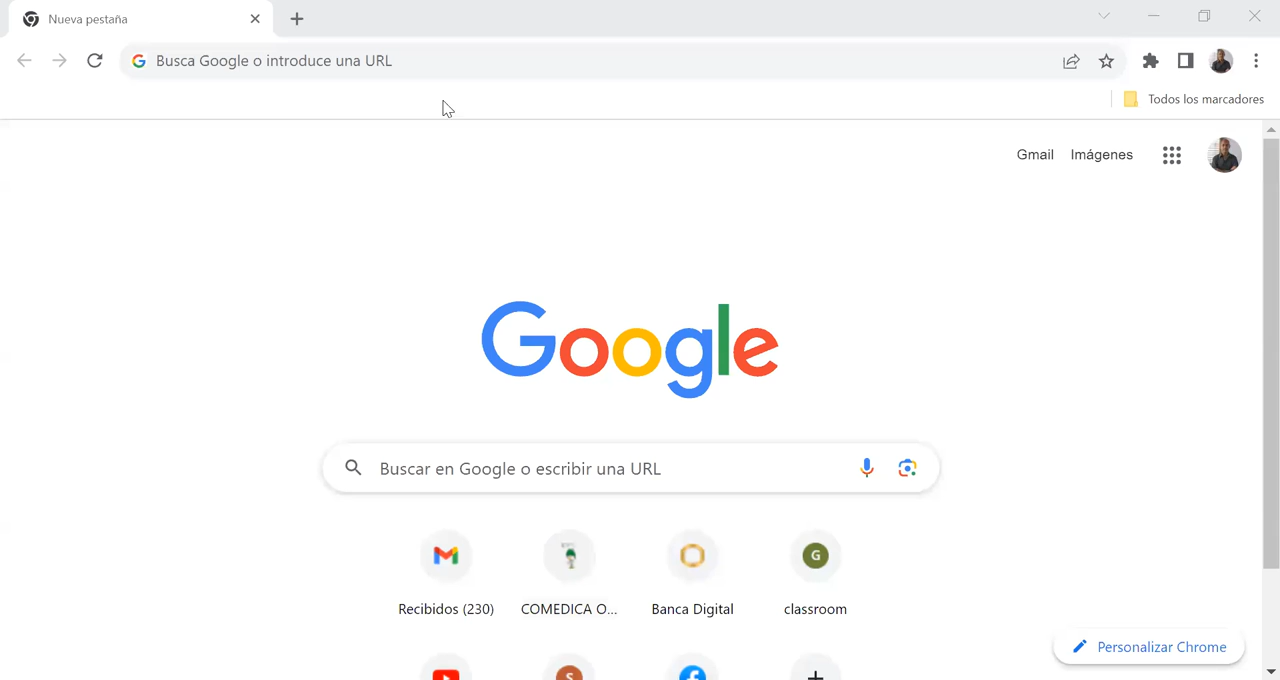 Nueva pestaña
Busca Google o introduce una URL
Todos los marcadores
Gmail Imágenes
Google
Buscar en Google o escribir una URL
G
Recibidos (230) COMEDICA O... Banca Digital classroom
S
Personalizar Chrome